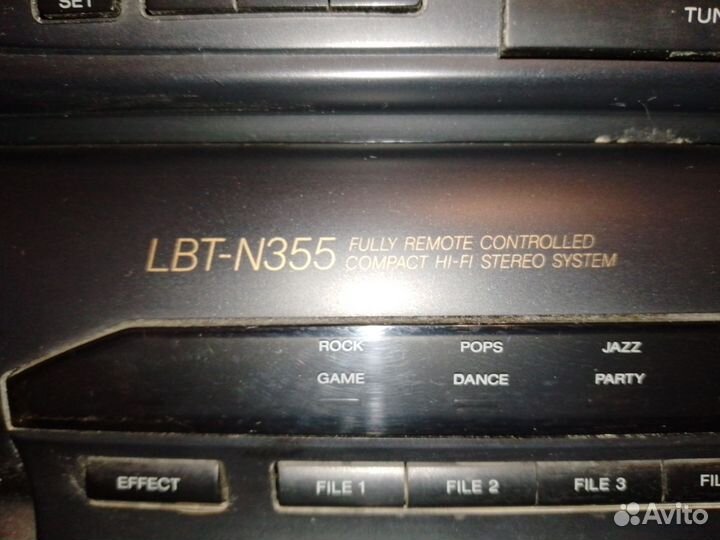 SET
TUN
LBT-N355 FULLY REMOTE CONTROLLED
COMPACT HI-FI STEREO SYSTEM
ROCK POPS JAZZ
GAME DANCE PARTY
EFFECT FILE 1 FILE 2 FILE 3 FIL
Avito